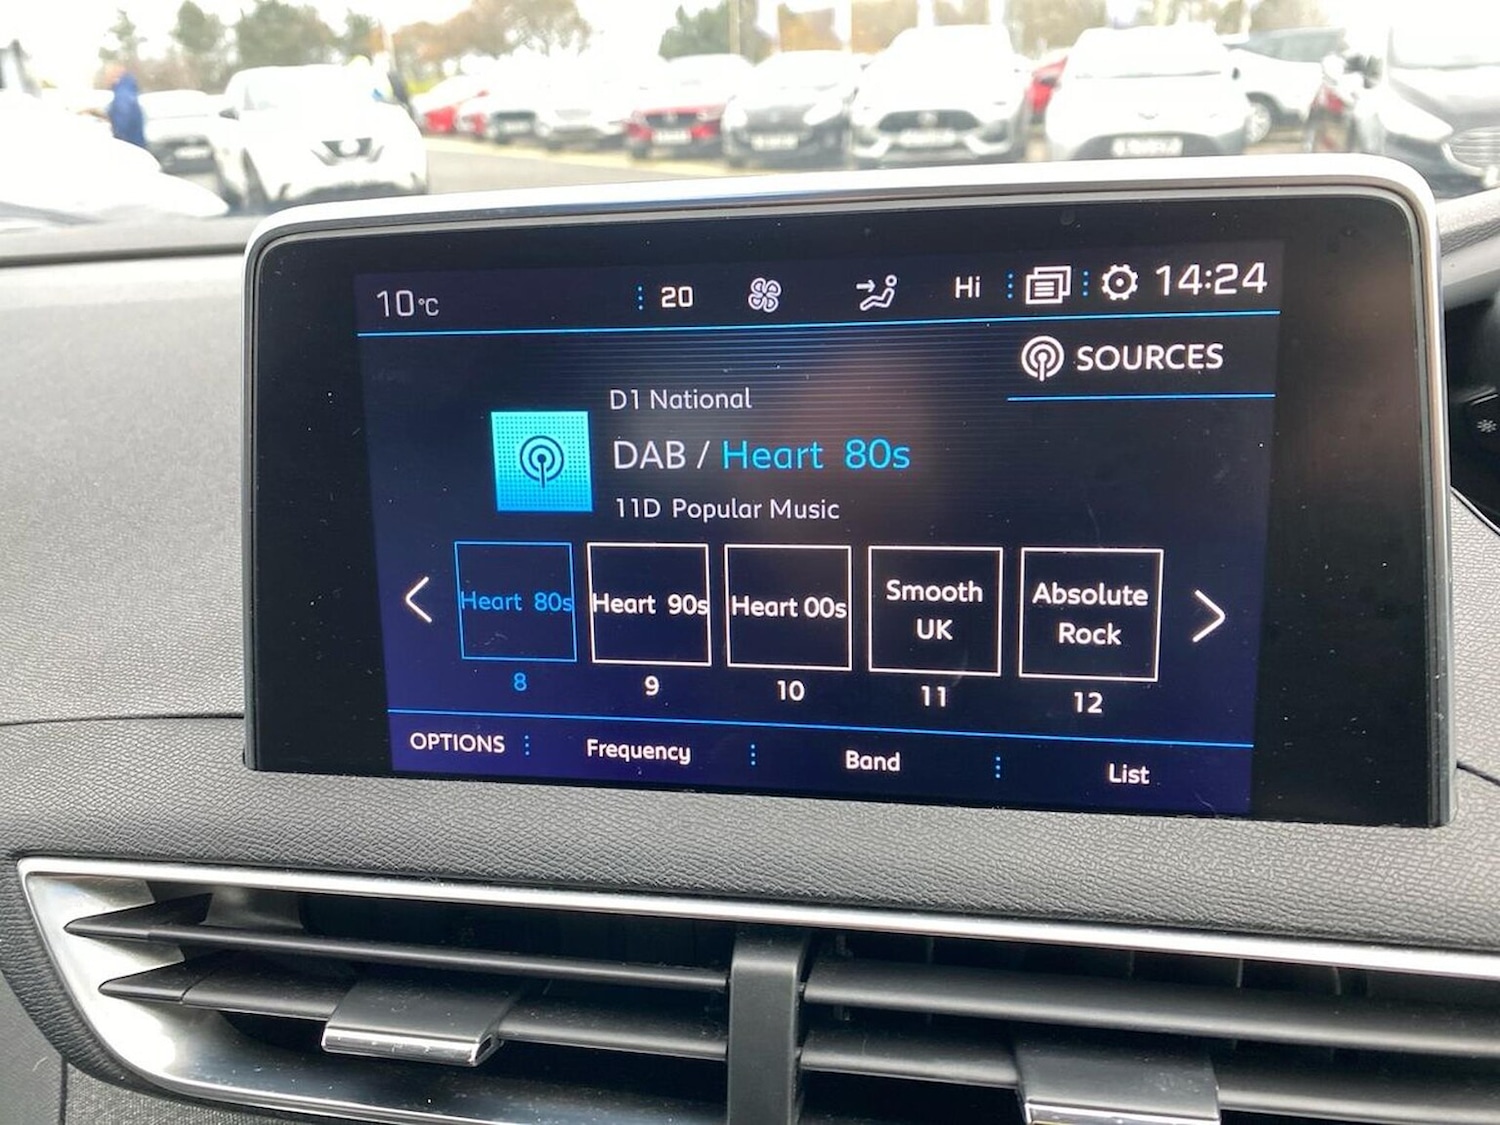 10°C
20
Hi
14:24
SOURCES
D1 National
DAB / Heart 80s
11D Popular Music
Heart 80s
Heart 90s
Heart 00s
Smooth
UK
Absolute
Rock
8
9
10
11
12
OPTIONS
Frequency
Band
List